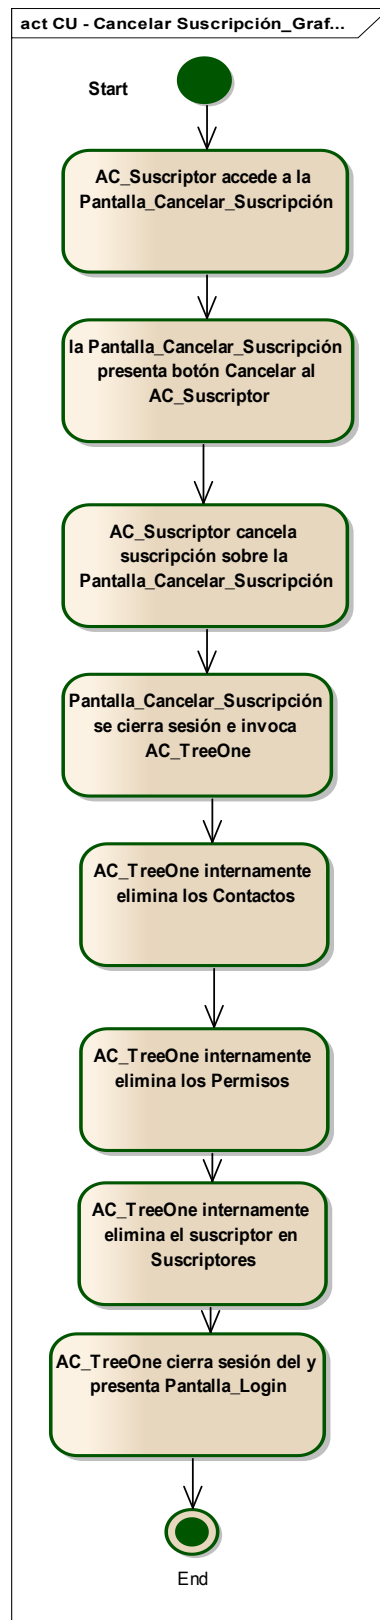 act CU - Cancelar Suscripción_Graf...
Start
AC_Suscriptor accede a la
Pantalla_Cancelar_Suscripción
la Pantalla_Cancelar_Suscripción
presenta botón Cancelar al
AC_Suscriptor
AC_Suscriptor cancela
suscripción sobre la
Pantalla_Cancelar_Suscripción
Pantalla_Cancelar_Suscripción
se cierra sesión e invoca
AC_TreeOne
AC_TreeOne internamente
elimina los Contactos
AC_TreeOne internamente
elimina los Permisos
AC_TreeOne internamente
elimina el suscriptor en
Suscriptores
AC_TreeOne cierra sesión del y
presenta Pantalla_Login
End